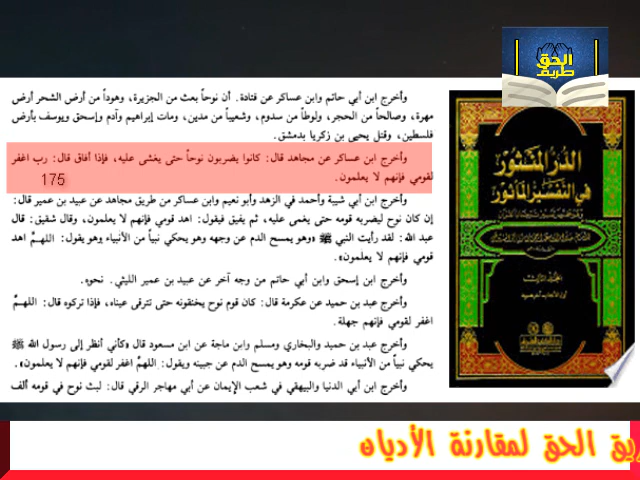 الحق
طريق
وأخرج ابن أبي حاتم وابن عساكر عن قتادة. أن نوحاً بعث من الجزيرة، وهوداً من أرض الشحر أرض
مهرة، وصالحاً من الحجر، ولوطاً من سدوم، وشعيباً من مدين، ومات إبراهيم وآدم وإسحق ويوسف بأرض
فلسطين، وقتل يحيى بن زكريا بدمشق.
وأخرج ابن عساكر عن مجاهد قال: كانوا يضربون نوحاً حتى يغشى عليه، فإذا أفاق قال: رب اغفر
لقومي فإنهم لا يعلمون.
175
وأخرج ابن أبي شيبة وأحمد في الزهد وأبو نعيم وابن عساكر من طريق مجاهد عن عبيد بن عمير قال:
إن كان نوح ليضربه قومه حتى يغمى عليه، ثم يفيق فيقول: اهد قومي فإنهم لا يعلمون، وقال شقيق: قال
عبد الله: لقد رأيت النبي ﷺ «وهو يمسح الدم عن وجهه وهو يحكي نبياً من الأنبياء وهو يقول: اللهم اهد
قومي فإنهم لا يعلمون».
وأخرج ابن إسحق وابن أبي حاتم من وجه آخر عن عبيد بن عمير الليثي. نحوه.
وأخرج عبد بن حميد عن عكرمة قال: كان قوم نوح يخنقونه حتى تترقى عيناه، فإذا تركوه قال: اللهم
اغفر لقومي فإنهم جهلة.
وأخرج عبد بن حميد والبخاري ومسلم وابن ماجة عن ابن مسعود قال «كأني أنظر إلى رسول الله ﷺ
يحكي نبياً من الأنبياء قد ضربه قومه وهو يمسح الدم عن جبينه ويقول: اللهم اغفر لقومي فإنهم لا يعلمون».
وأخرج ابن أبي الدنيا والبيهقي في شعب الإيمان عن أبي مهاجر الرقي قال: لبث نوح في قومه ألف
الدر المنثور
في التفسير المأثور
يق الحق لمقارنة الأديان